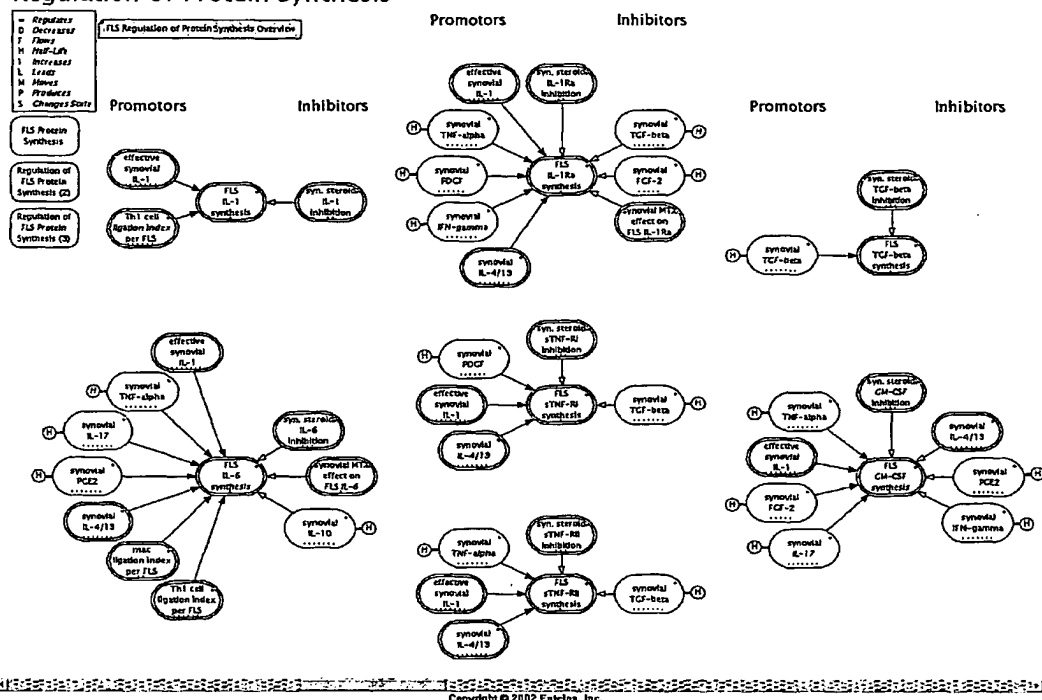 Regulation of Protein Synthesis
= Regulates
D Decreases
F Flows
H Half-Life
I Increases
L Leads
M Moves
P Produces
S Changes State
FLS Regulation of Protein Synthesis Overview
FLS Protein
Synthesis
Regulation of
FLS Protein
Synthesis (2)
Regulation of
FLS Protein
Synthesis (3)
Promotors
Inhibitors
effective
synovial
IL-1
Th1 cell
ligation index
per FLS
FLS
IL-1
synthesis
syn. steroid
IL-1
inhibition
Promotors
Inhibitors
effective
synovial
IL-1
syn. steroid
IL-1Ra
inhibition
H
synovial
TNF-alpha
synovial
TGF-beta
H
H
synovial
PDGF
FLS
IL-1Ra
synthesis
synovial
FGF-2
H
H
synovial
IFN-gamma
synovial MTX
effect on
FLS IL-1Ra
synovial
IL-4/13
Promotors
Inhibitors
syn. steroid
TGF-beta
inhibition
H
synovial
TGF-beta
FLS
TGF-beta
synthesis
effective
synovial
IL-1
H
synovial
TNF-alpha
H
synovial
IL-17
H
synovial
PGE2
synovial
IL-4/13
mac
ligation index
per FLS
Th1 cell
ligation index
per FLS
FLS
IL-6
synthesis
syn. steroid
IL-6
inhibition
synovial MTX
effect on
FLS IL-6
synovial
IL-10
H
syn. steroid
sTNF-RI
inhibition
H
synovial
PDGF
effective
synovial
IL-1
FLS
sTNF-RI
synthesis
synovial
TGF-beta
H
synovial
IL-4/13
syn. steroid
sTNF-RII
inhibition
H
synovial
TNF-alpha
effective
synovial
IL-1
FLS
sTNF-RII
synthesis
synovial
TGF-beta
H
synovial
IL-4/13
syn. steroid
GM-CSF
inhibition
H
synovial
TNF-alpha
effective
synovial
IL-1
H
synovial
FGF-2
H
synovial
IL-17
FLS
GM-CSF
synthesis
synovial
IL-4/13
synovial
PGE2
H
synovial
IFN-gamma
H
Copyright © 2002 Entelos, Inc.